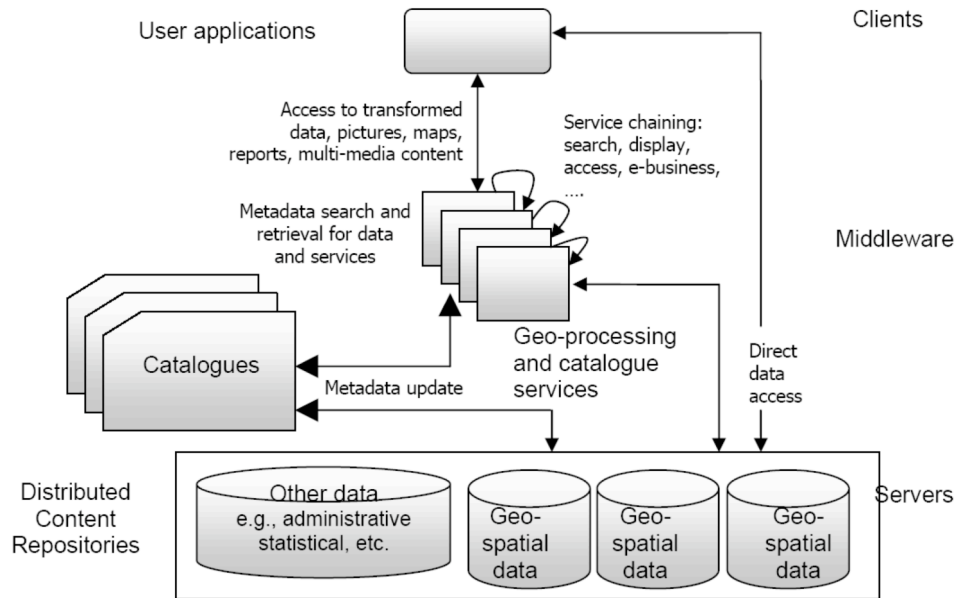 User applications
Clients
Access to transformed
data, pictures, maps,
reports, multi-media content
Service chaining:
search, display,
access, e-business,
....
Metadata search and
retrieval for data
and services
Middleware
Catalogues
Geo-processing
and catalogue
services
Metadata update
Direct
data
access
Distributed
Content
Repositories
Other data
e.g., administrative
statistical, etc.
Geo-
spatial
data
Geo-
spatial
data
Geo-
spatial
data
Servers